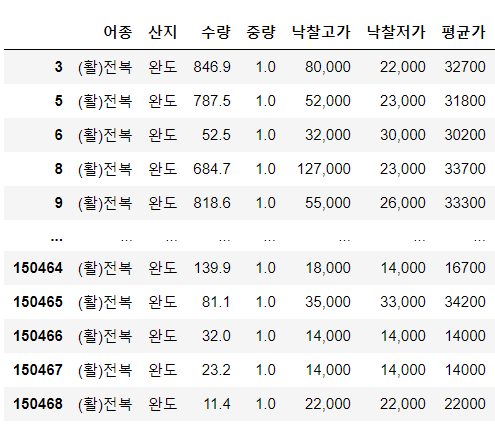 어종 산지 수량 중량 낙찰고가 낙찰저가 평균가
3 (활)전복 완도 846.9 1.0 80,000 22,000 32700
5 (활)전복 완도 787.5 1.0 52,000 23,000 31800
6 (활)전복 완도 52.5 1.0 32,000 30,000 30200
8 (활)전복 완도 684.7 1.0 127,000 23,000 33700
9 (활)전복 완도 818.6 1.0 55,000 26,000 33300
... ... ... ... ... ... ... ...
150464 (활)전복 완도 139.9 1.0 18,000 14,000 16700
150465 (활)전복 완도 81.1 1.0 35,000 33,000 34200
150466 (활)전복 완도 32.0 1.0 14,000 14,000 14000
150467 (활)전복 완도 23.2 1.0 14,000 14,000 14000
150468 (활)전복 완도 11.4 1.0 22,000 22,000 22000